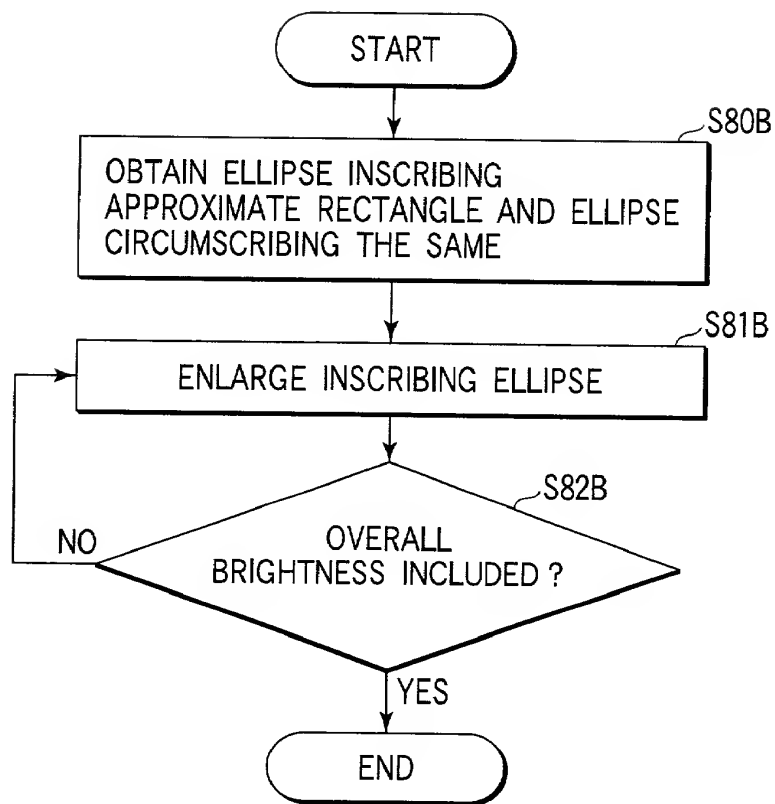 START
S80B
OBTAIN ELLIPSE INSCRIBING
APPROXIMATE RECTANGLE AND ELLIPSE
CIRCUMSCRIBING THE SAME
S81B
ENLARGE INSCRIBING ELLIPSE
S82B
OVERALL
BRIGHTNESS INCLUDED ?
NO
YES
END